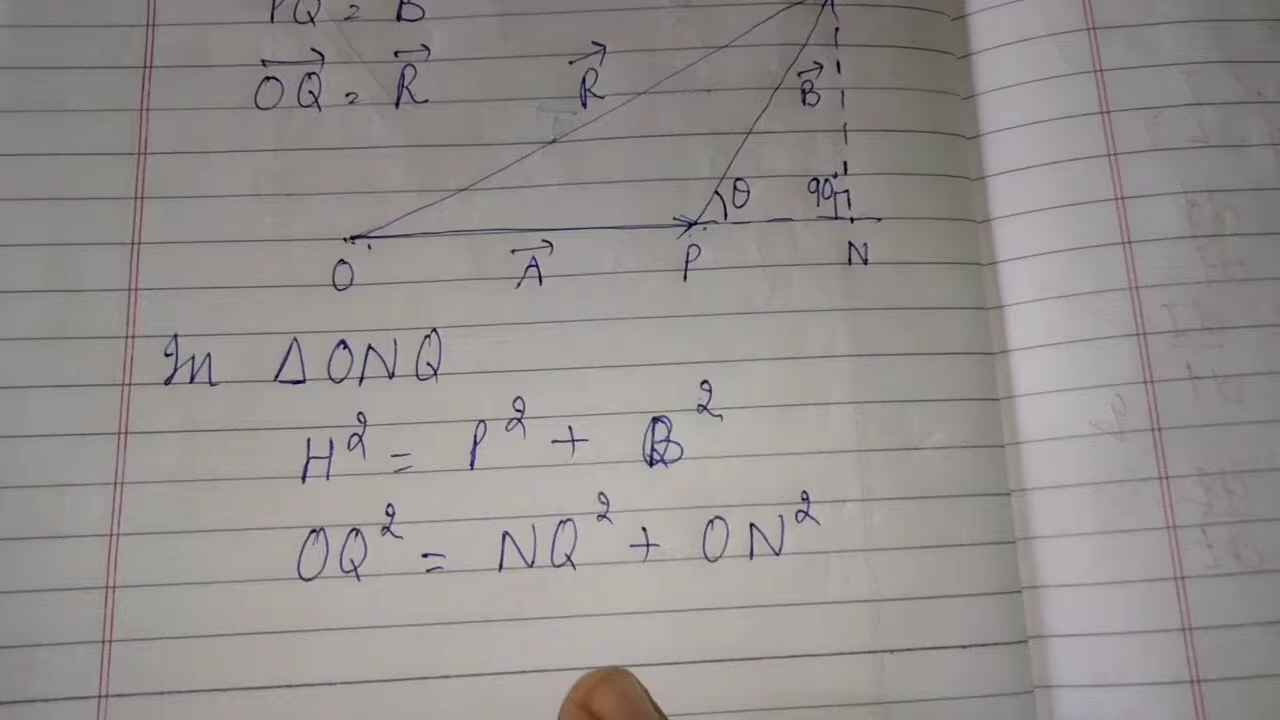 PQ = B
OQ = R
R
B
θ
90°
O
A
P
N
In ΔONQ
H² = P² + B²
OQ² = NQ² + ON²